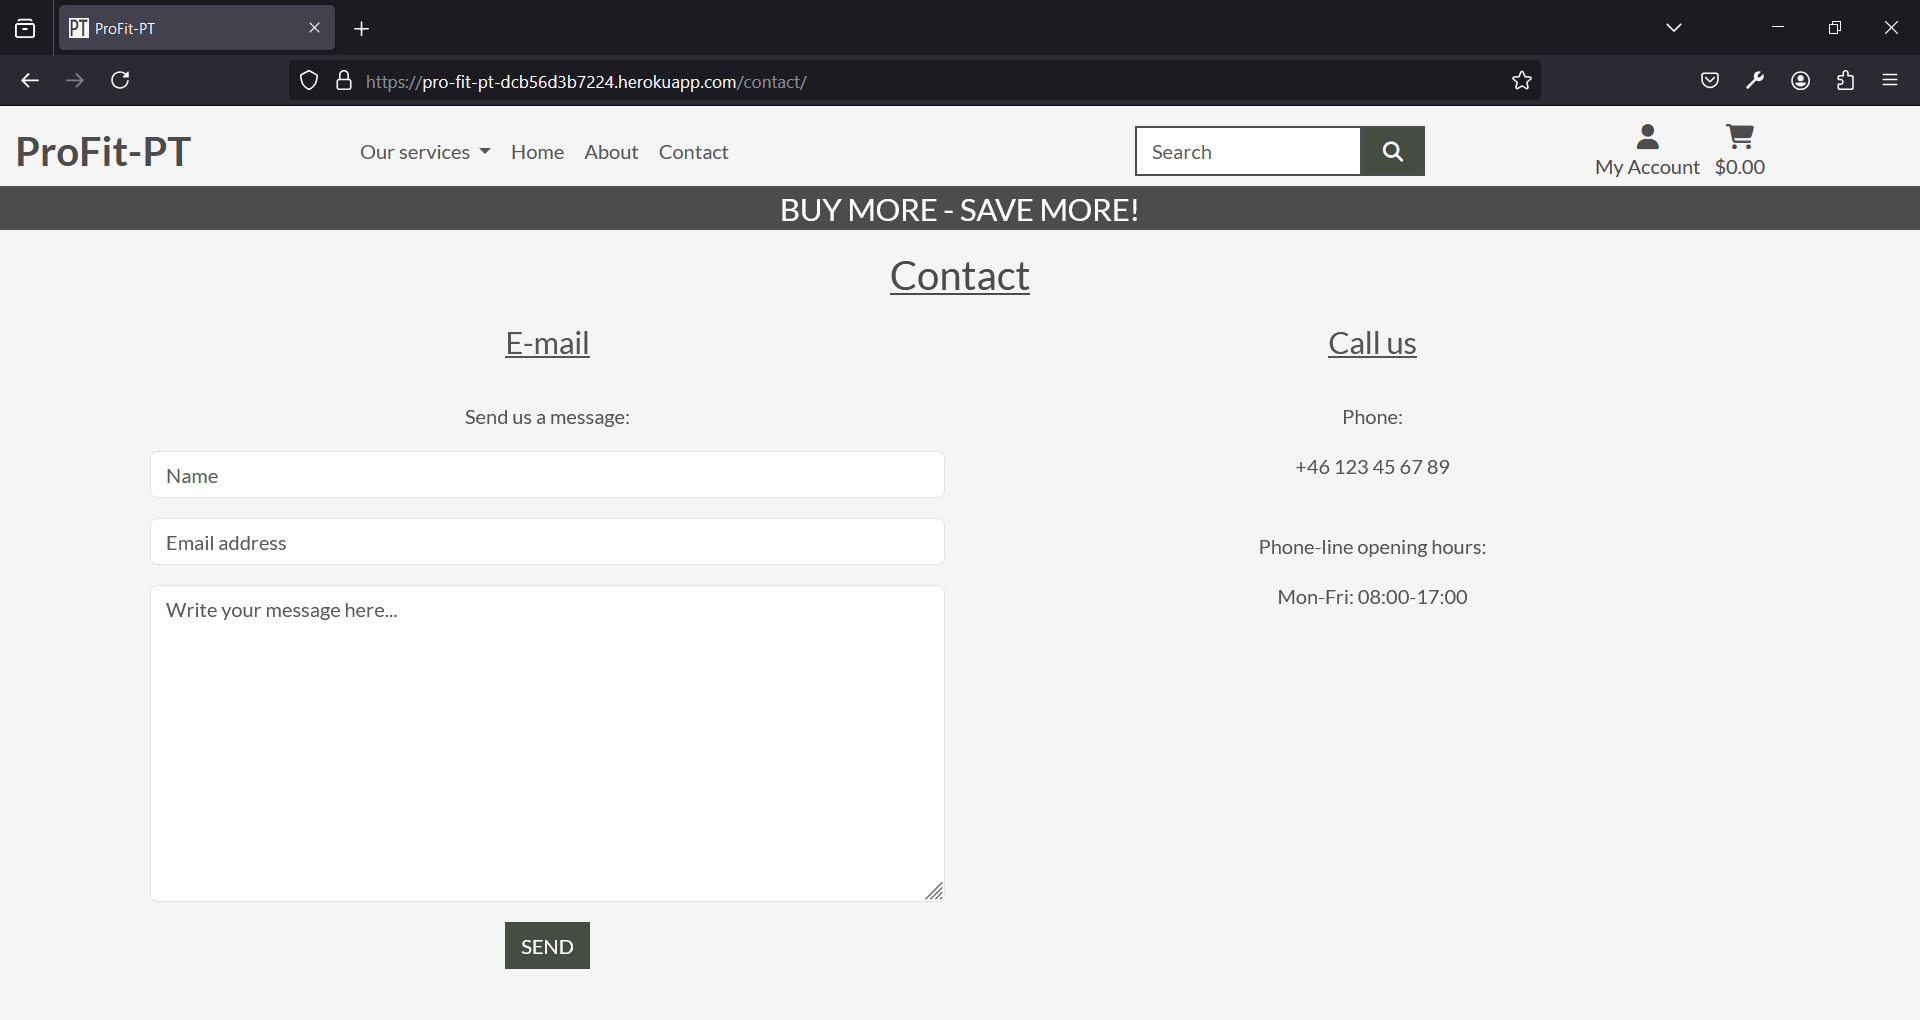 PT ProFit-PT
https://pro-fit-pt-dcb56d3b7224.herokuapp.com/contact/
ProFit-PT
Our services
Home
About
Contact
Search
My Account
$0.00
BUY MORE - SAVE MORE!
Contact
E-mail
Send us a message:
Name
Email address
Write your message here...
SEND
Call us
Phone:
+46 123 45 67 89
Phone-line opening hours:
Mon-Fri: 08:00-17:00